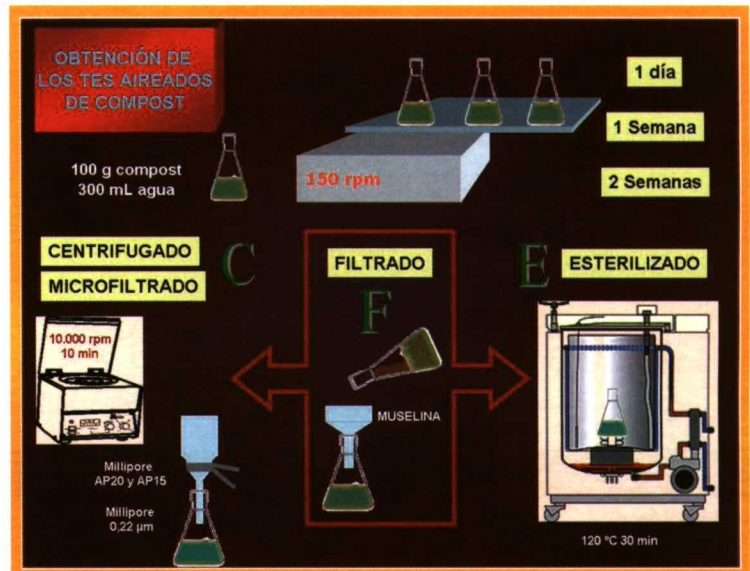 OBTENCIÓN DE
LOS TES AIREADOS
DE COMPOST
100 g compost
300 mL agua
150 rpm
1 día
1 Semana
2 Semanas
CENTRIFUGADO
MICROFILTRADO
C
10.000 rpm
10 min
Millipore
AP20 y AP15
Millipore
0,22 µm
FILTRADO
F
MUSELINA
E
ESTERILIZADO
120 ºC 30 min